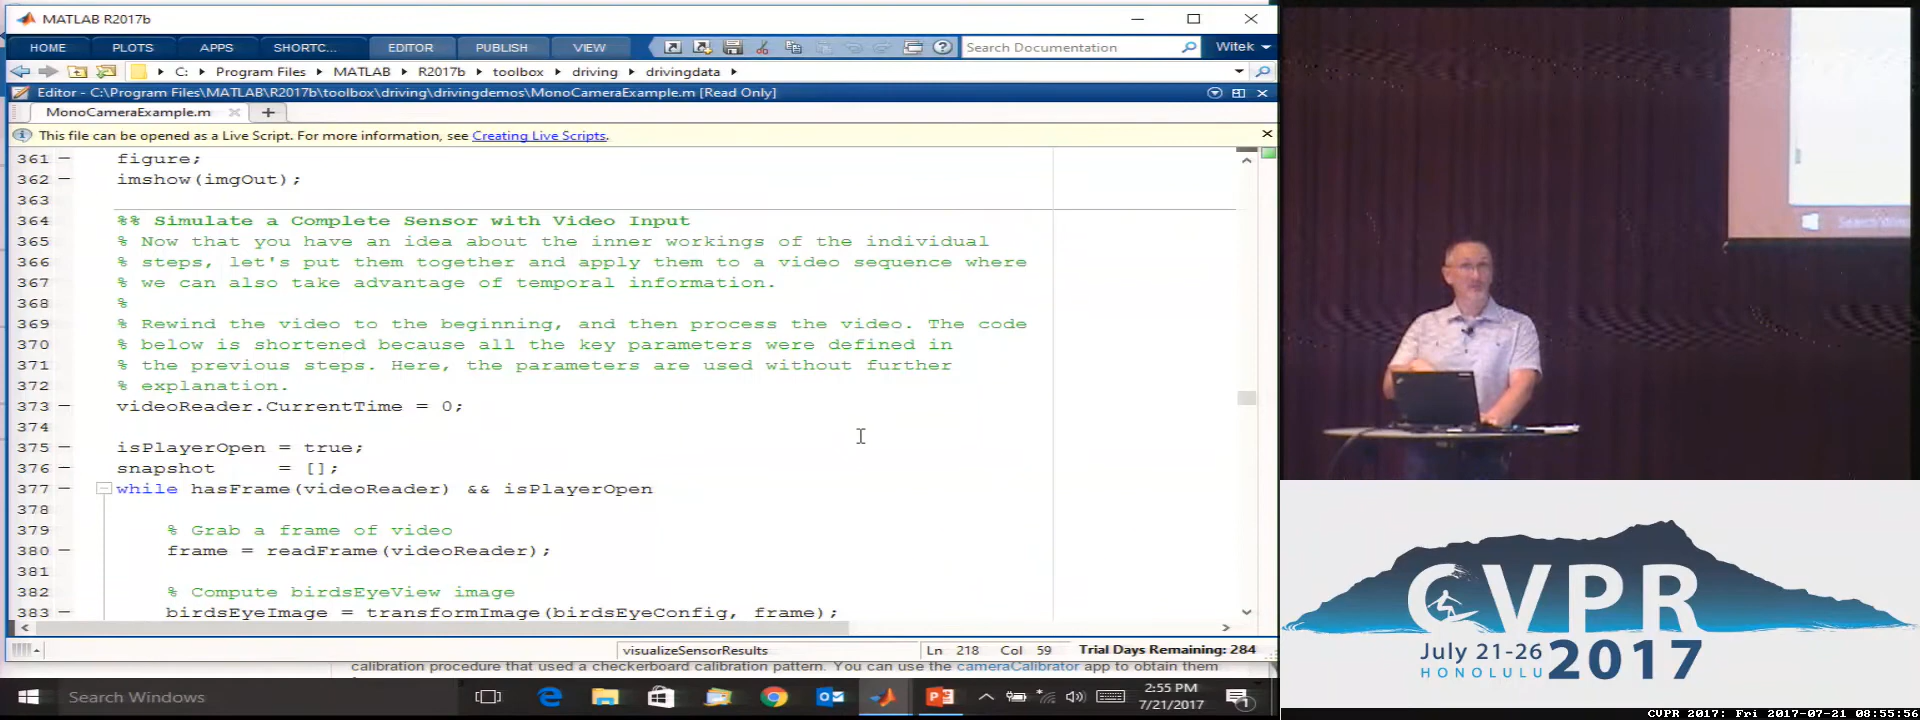 MATLAB R2017b
HOME PLOTS APPS SHORTC... EDITOR PUBLISH VIEW Search Documentation Witek
C: Program Files MATLAB R2017b toolbox driving drivingdata
Editor - C:\Program Files\MATLAB\R2017b\toolbox\driving\drivingdemos\MonoCameraExample.m [Read Only]
MonoCameraExample.m
This file can be opened as a Live Script. For more information, see Creating Live Scripts.
361 figure;
362 imshow(imgOut);
363
364 %% Simulate a Complete Sensor with Video Input
365 % Now that you have an idea about the inner workings of the individual
366 % steps, let's put them together and apply them to a video sequence where
367 % we can also take advantage of temporal information.
368 %
369 % Rewind the video to the beginning, and then process the video. The code
370 % below is shortened because all the key parameters were defined in
371 % the previous steps. Here, the parameters are used without further
372 % explanation.
373 videoReader.CurrentTime = 0;
374
375 isPlayerOpen = true;
376 snapshot = [];
377 while hasFrame(videoReader) && isPlayerOpen
378
379 % Grab a frame of video
380 frame = readFrame(videoReader);
381
382 % Compute birdsEyeView image
383 birdsEyeImage = transformImage(birdsEyeConfig, frame);
visualizeSensorResults Ln 218 Col 59 Trial Days Remaining: 284
calibration procedure that used a checkerboard calibration pattern. You can use the cameraCalibrator app to obtain them
Search Windows
2:55 PM
7/21/2017
Search Wind
CVPR
July 21-26
HONOLULU
2017
CVPR 2017: Fri 2017-07-21 08:55:56